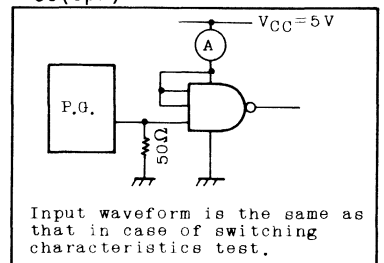 VCC=5V
A
P.G.
50Ω
Input waveform is the same as
that in case of switching
characteristics test.